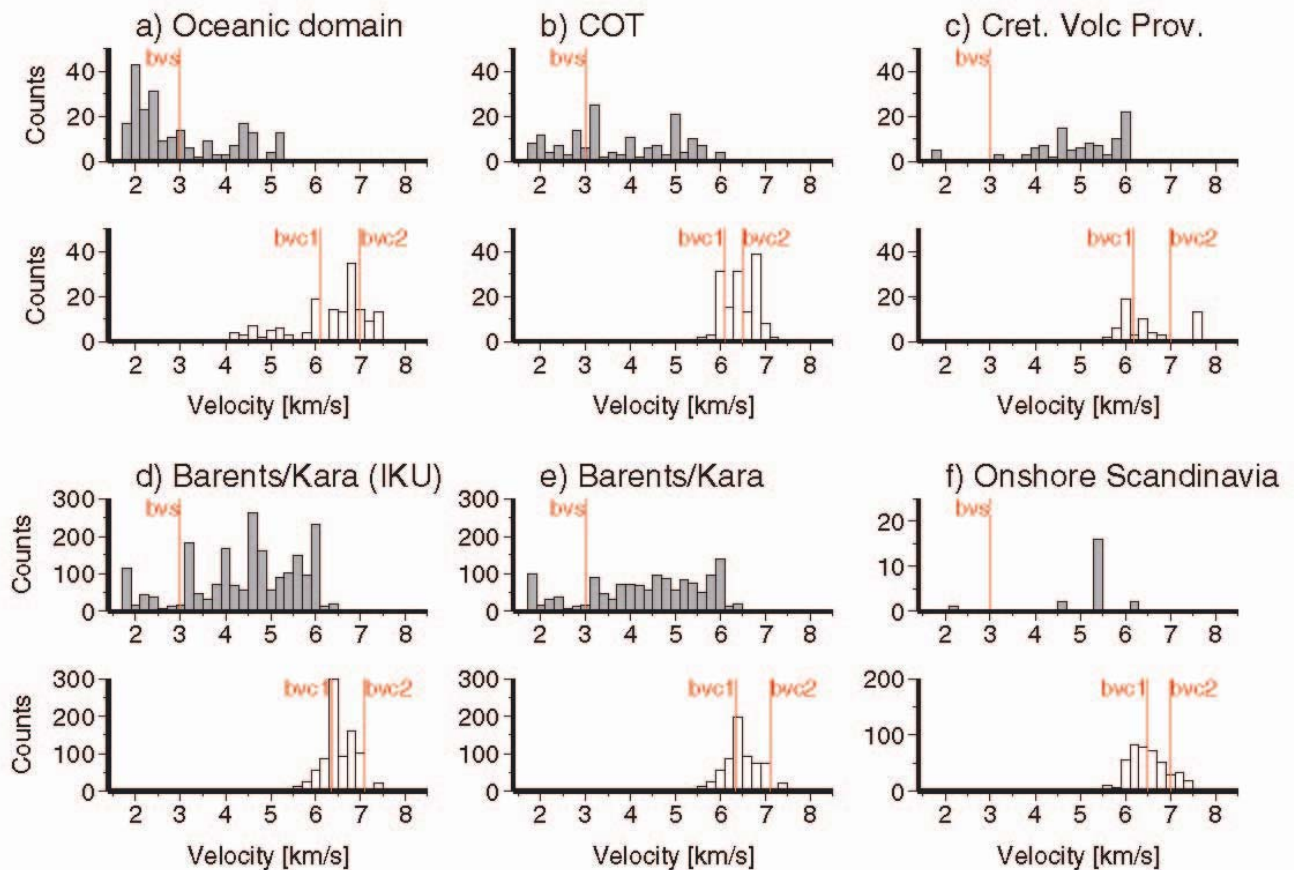 a) Oceanic domain
b) COT
c) Cret. Volc Prov.
bvs
bvs
bvs
Counts
40
20
0
2 3 4 5 6 7 8
40
20
0
2 3 4 5 6 7 8
40
20
0
2 3 4 5 6 7 8
bvc1 bvc2
bvc1 bvc2
bvc1 bvc2
Counts
40
20
0
2 3 4 5 6 7 8
40
20
0
2 3 4 5 6 7 8
40
20
0
2 3 4 5 6 7 8
Velocity [km/s]
Velocity [km/s]
Velocity [km/s]
d) Barents/Kara (IKU)
e) Barents/Kara
f) Onshore Scandinavia
bvs
bvs
bvs
Counts
300
200
100
0
2 3 4 5 6 7 8
300
200
100
0
2 3 4 5 6 7 8
20
0
2 3 4 5 6 7 8
bvc1 bvc2
bvc1 bvc2
bvc1 bvc2
Counts
300
200
100
0
2 3 4 5 6 7 8
300
200
100
0
2 3 4 5 6 7 8
200
100
0
2 3 4 5 6 7 8
Velocity [km/s]
Velocity [km/s]
Velocity [km/s]